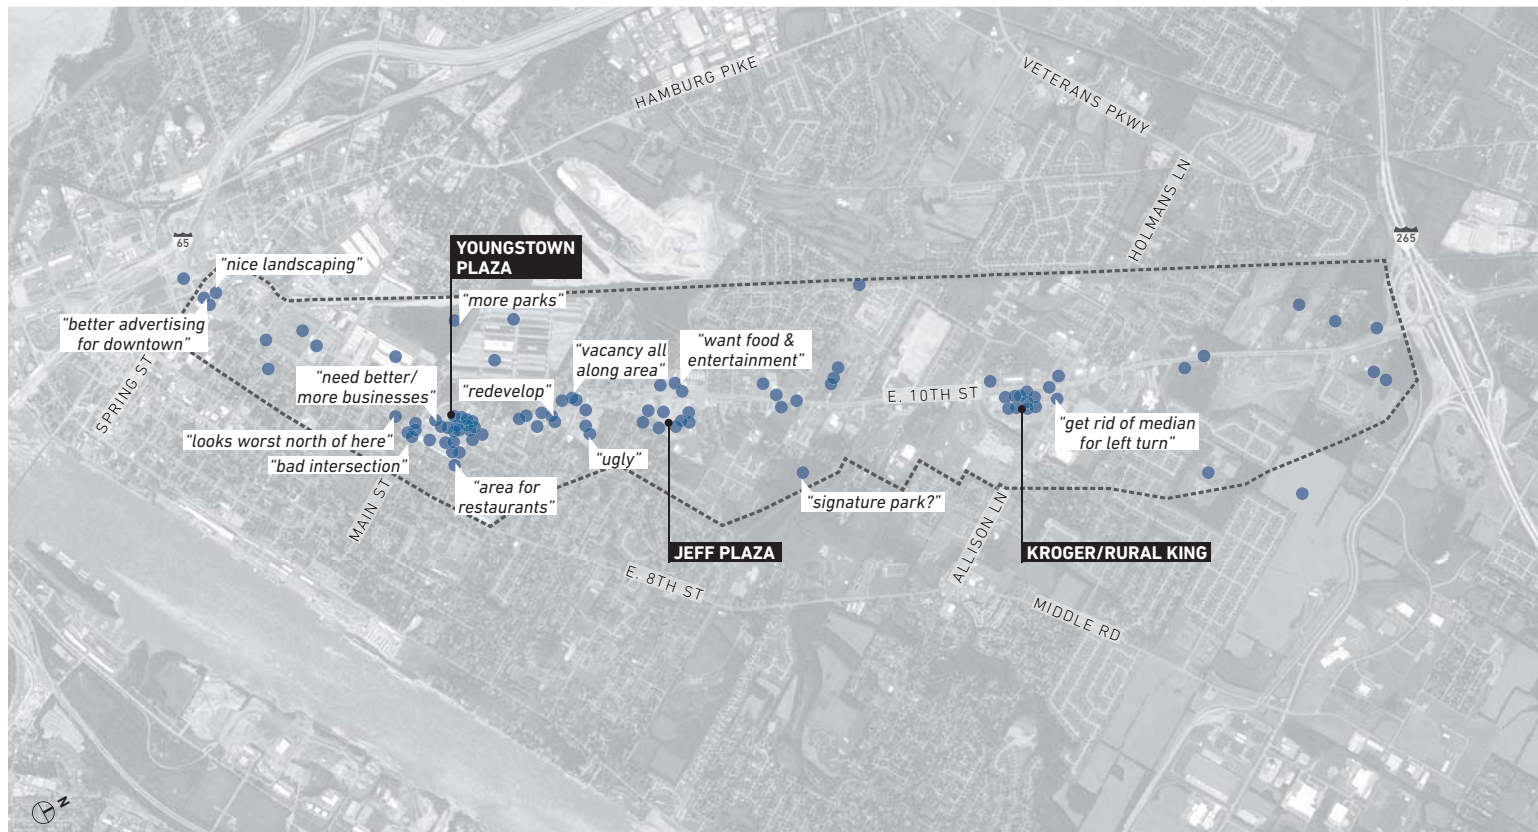 HAMBURG PIKE
VETERANS PKWY
HOLMANS LN
65
265
YOUNGSTOWN
PLAZA
“nice landscaping”
“more parks”
“better advertising
for downtown”
“vacancy all
along area”
“want food &
entertainment”
SPRING ST
“need better/
more businesses”
“redevelop”
E. 10TH ST
“looks worst north of here”
“get rid of median
for left turn”
“bad intersection”
“ugly”
“area for
restaurants”
“signature park?”
MAIN ST
ALLISON LN
JEFF PLAZA
KROGER/RURAL KING
E. 8TH ST
MIDDLE RD
N